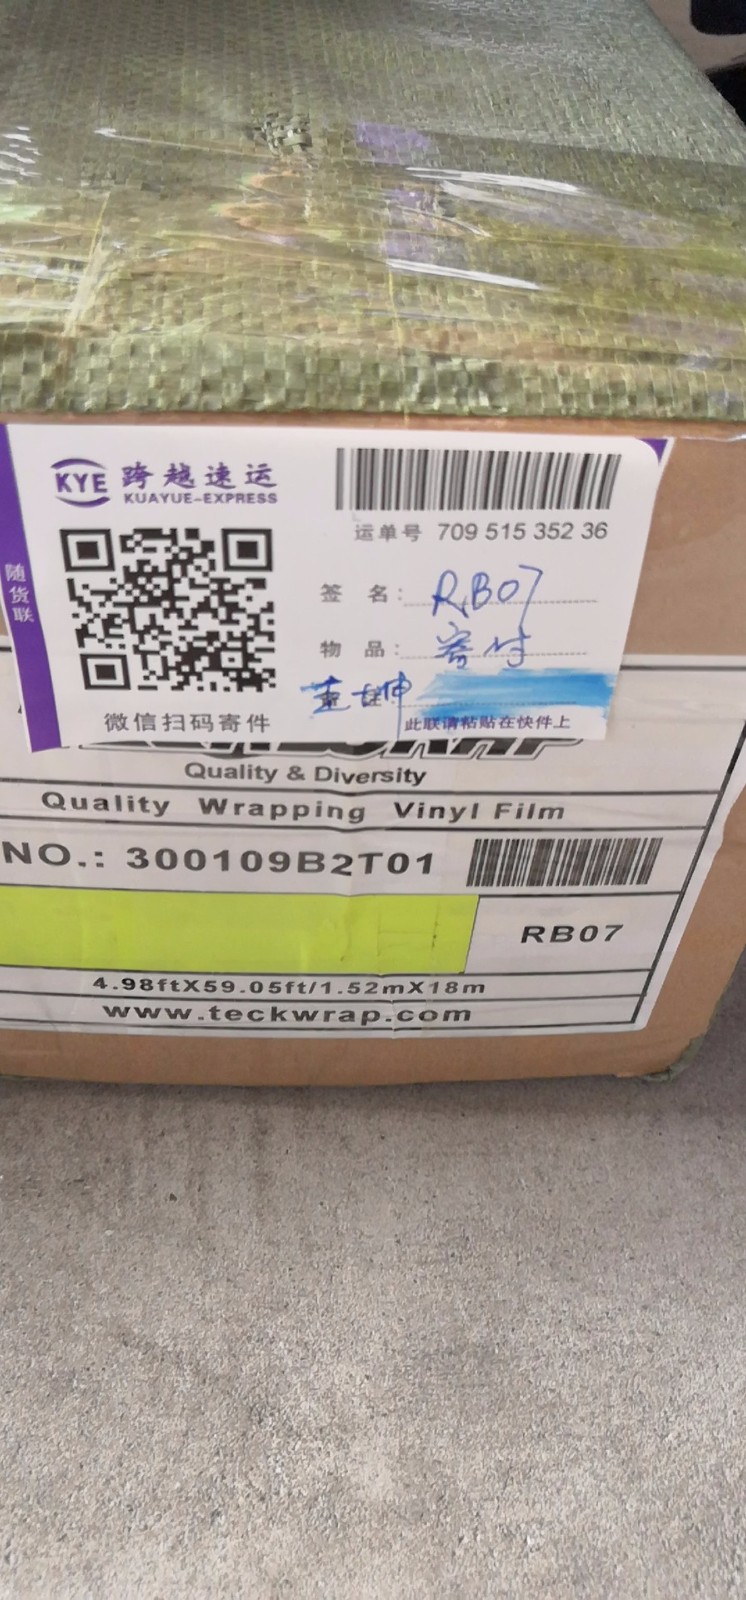 KYE 跨越速运
KUAYUE-EXPRESS
随货联
运单号 709 515 352 36
签 名: RB07
物 品: 寄付
微信扫码寄件
此联请粘贴在快件上
Quality & Diversity
Quality Wrapping Vinyl Film
NO.: 300109B2T01
RB07
4.98ftX59.05ft/1.52mX18m
www.teckwrap.com